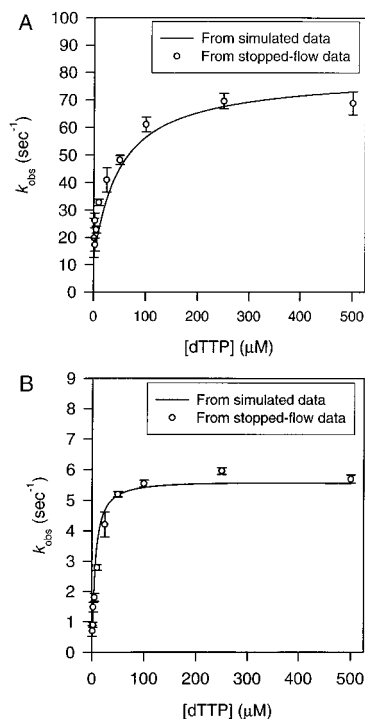 A
100
90
80
70
60
50
40
30
20
10
0
k_obs (sec⁻¹)
From simulated data
From stopped-flow data
0 100 200 300 400 500
[dTTP] (μM)
B
9
8
7
6
5
4
3
2
1
0
k_obs (sec⁻¹)
From simulated data
From stopped-flow data
0 100 200 300 400 500
[dTTP] (μM)